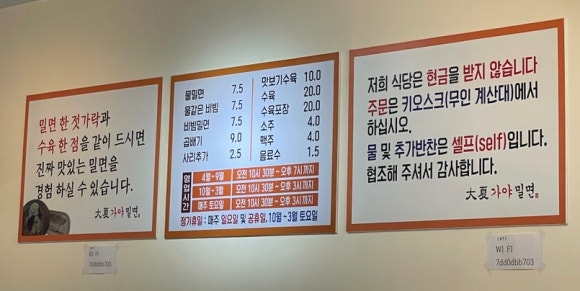 밀면 한 젓가락과
수육 한 점을 같이 드시면
진짜 맛있는 밀면을
경험 하실 수 있습니다.
大夏 가야 밀면.
WI FI
물밀면 7.5
물같은 비빔 7.5
비빔밀면 7.5
곱배기 9.0
사리추가 2.5
맛보기수육 10.0
수육 20.0
수육포장 20.0
소주 4.0
맥주 4.0
음료수 1.5
영업시간
4월~9월 오전 10시 30분~ 오후 7시까지
10월~3월 오전 10시 30분~ 오후 3시까지
매주 토요일 오전 10시 30분~ 오후 3시까지
정기휴일 : 매주 일요일 및 공휴일, 10월~3월 토요일
저희 식당은 현금을 받지 않습니다
주문은 키오스크(무인 계산대)에서
하십시오.
물 및 추가반찬은 셀프(self)입니다.
협조해 주셔서 감사합니다.
大夏 가야 밀면.
WI FI
7dd0dbb703